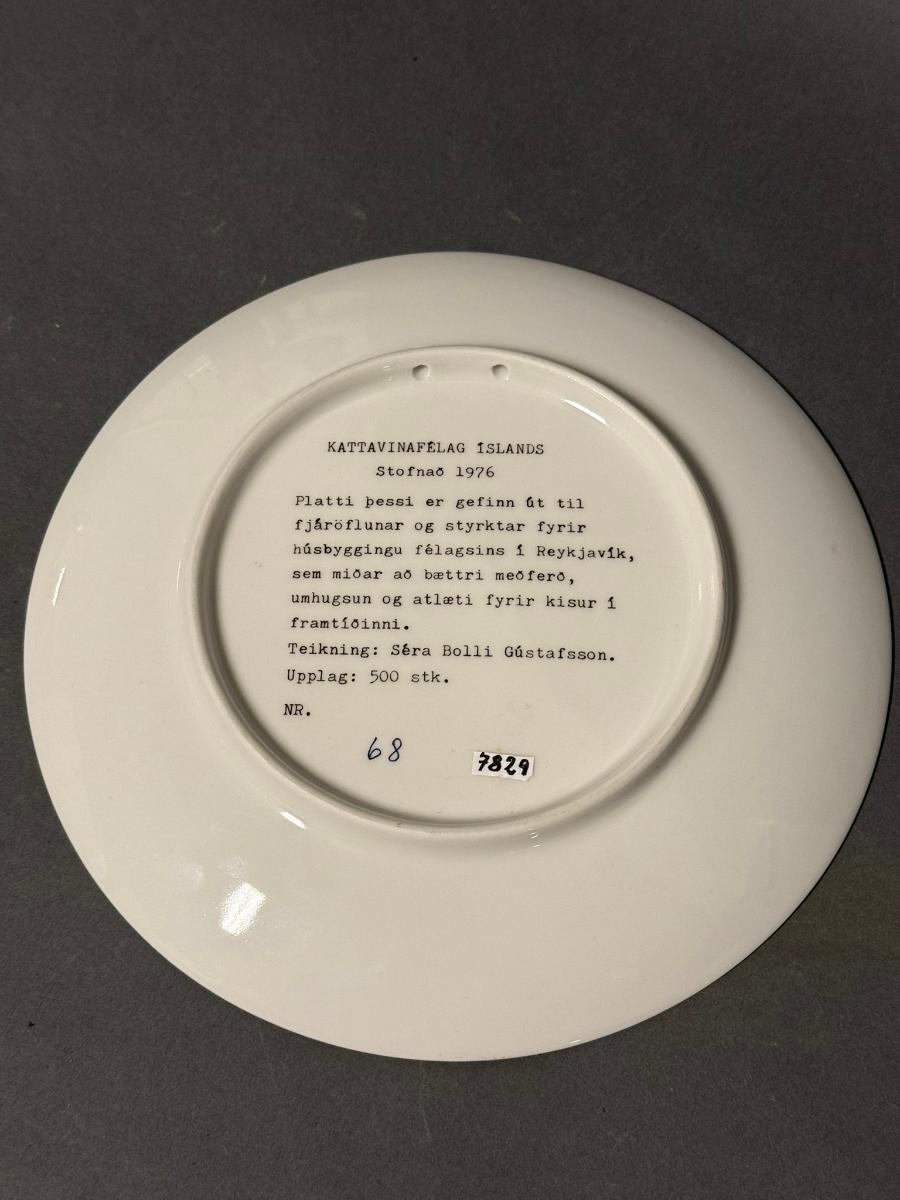 KATTAVINAFÉLAG ÍSLANDS
Stofnað 1976
Platti þessi er gefinn út til
fjáröflunar og styrktar fyrir
húsbyggingu félagsins í Reykjavík,
sem miðar að bættri meðferð,
umhugsun og atlæti fyrir kisur í
framtíðinni.
Teikning: Séra Bolli Gústafsson.
Upplag: 500 stk.
NR.
68
7829